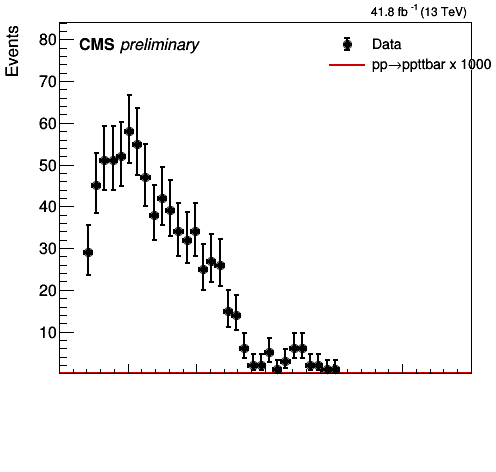 41.8 fb⁻¹ (13 TeV)
Events
80
70
60
50
40
30
20
10
CMS preliminary
Data
pp→ppttbar x 1000